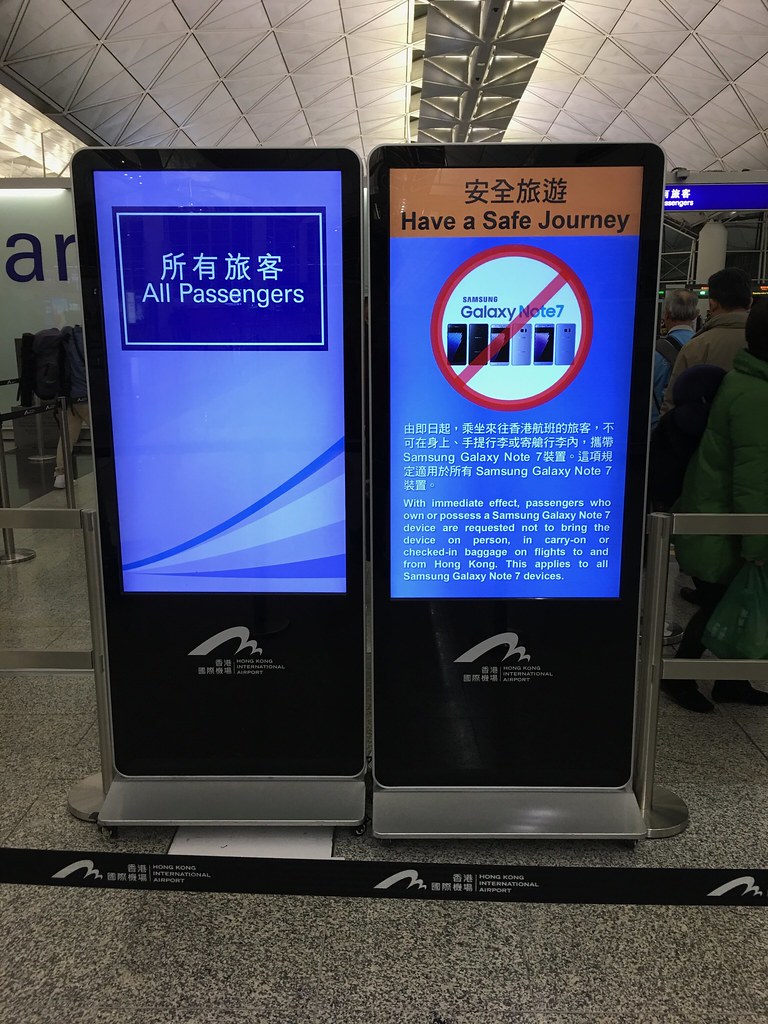 所有旅客
All Passengers
安全旅遊
Have a Safe Journey
SAMSUNG
Galaxy Note7
由即日起，乘坐來往香港航班的旅客，不
可在身上、手提行李或寄艙行李內，攜帶
Samsung Galaxy Note 7裝置。這項規
定適用於所有 Samsung Galaxy Note 7
裝置。
With immediate effect, passengers who
own or possess a Samsung Galaxy Note 7
device are requested not to bring the
device on person, in carry-on or
checked-in baggage on flights to and
from Hong Kong. This applies to all
Samsung Galaxy Note 7 devices.
香港
國際機場
HONG KONG
INTERNATIONAL
AIRPORT
香港
國際機場
HONG KONG
INTERNATIONAL
AIRPORT
香港
國際機場
HONG KONG
INTERNATIONAL
AIRPORT
香港
國際機場
HONG KONG
INTERNATIONAL
AIRPORT
旅客